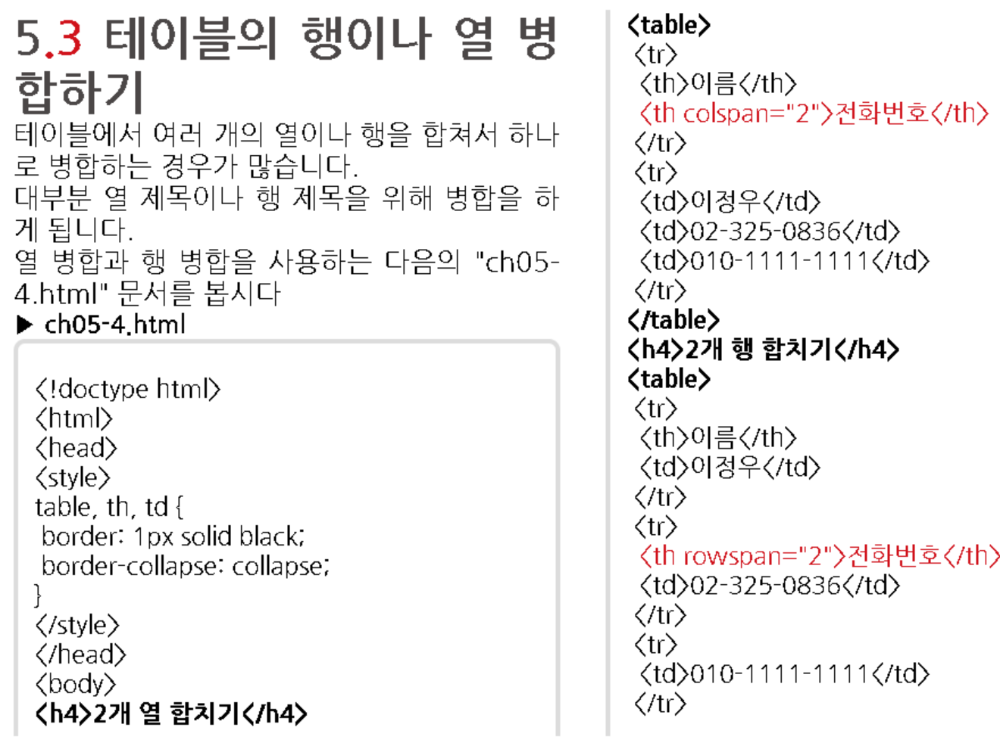 5.3 테이블의 행이나 열 병
합하기
테이블에서 여러 개의 열이나 행을 합쳐서 하나
로 병합하는 경우가 많습니다.
대부분 열 제목이나 행 제목을 위해 병합을 하
게 됩니다.
열 병합과 행 병합을 사용하는 다음의 "ch05-
4.html" 문서를 봅시다
▶ ch05-4.html
<!doctype html>
<html>
<head>
<style>
table, th, td {
border: 1px solid black;
border-collapse: collapse;
}
</style>
</head>
<body>
<h4>2개 열 합치기</h4>
<table>
<tr>
<th>이름</th>
<th colspan="2">전화번호</th>
</tr>
<tr>
<td>이정우</td>
<td>02-325-0836</td>
<td>010-1111-1111</td>
</tr>
</table>
<h4>2개 행 합치기</h4>
<table>
<tr>
<th>이름</th>
<td>이정우</td>
</tr>
<tr>
<th rowspan="2">전화번호</th>
<td>02-325-0836</td>
</tr>
<tr>
<td>010-1111-1111</td>
</tr>